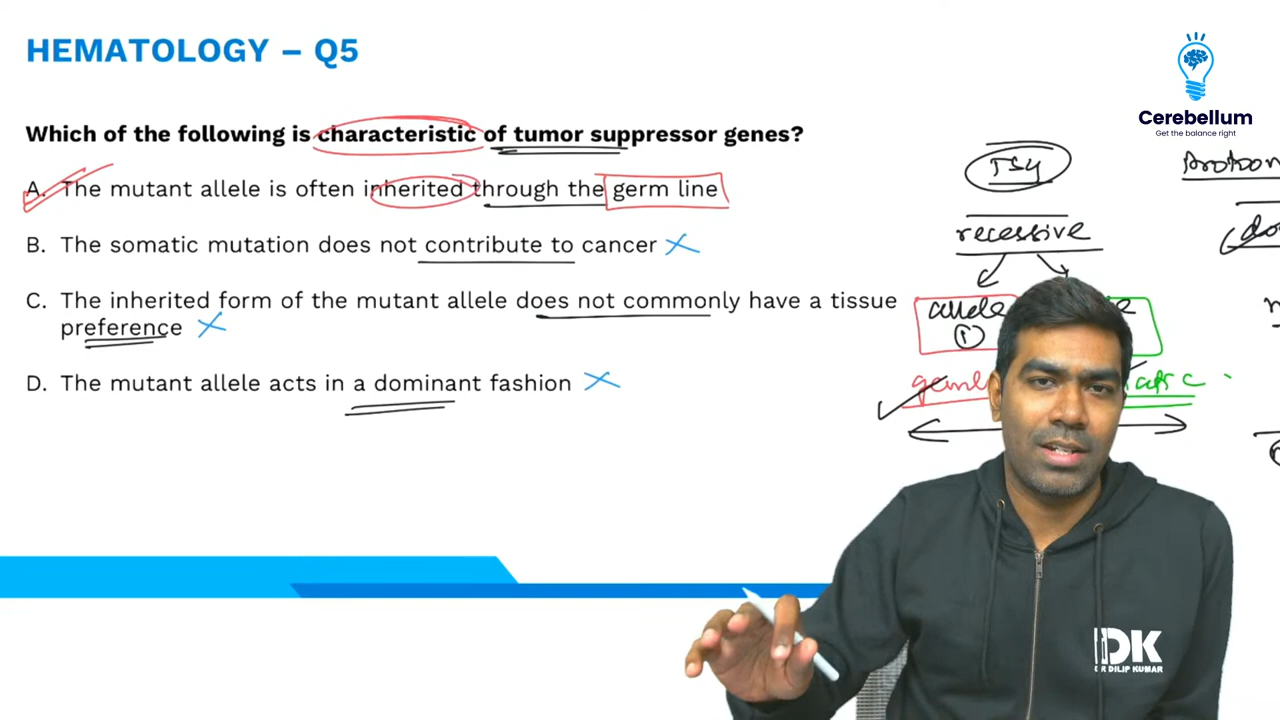 HEMATOLOGY – Q5
Cerebellum
Get the balance right
Which of the following is characteristic of tumor suppressor genes?
A. The mutant allele is often inherited through the germ line
B. The somatic mutation does not contribute to cancer
C. The inherited form of the mutant allele does not commonly have a tissue
preference
D. The mutant allele acts in a dominant fashion
TSG
recessive
allele
1
DK
DR DILIP KUMAR